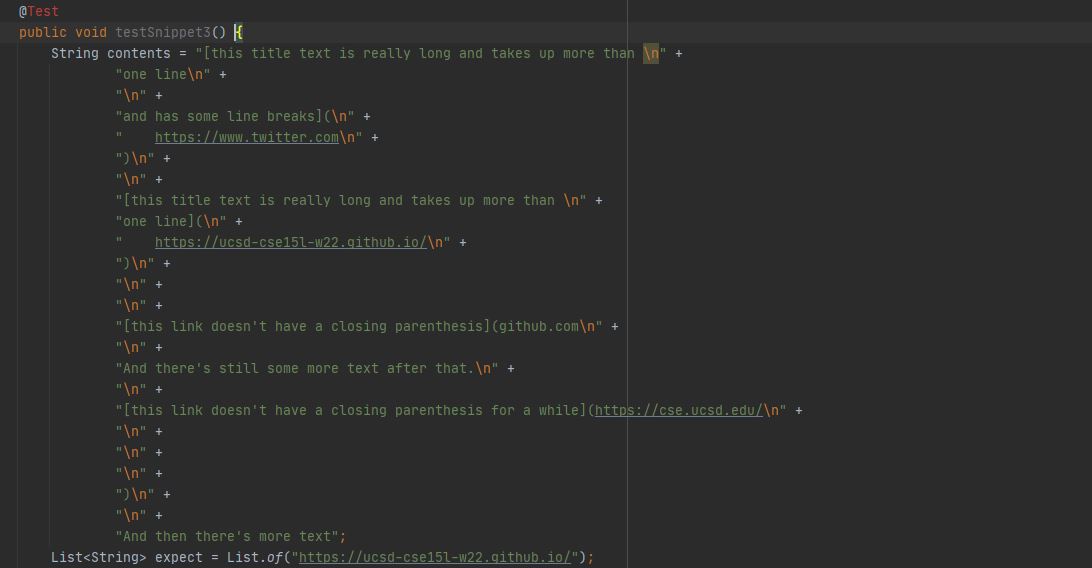 @Test
public void testSnippet3() {
    String contents = "[this title text is really long and takes up more than \n" +
            "one line\n" +
            "\n" +
            "and has some line breaks](\n" +
            "    https://www.twitter.com\n" +
            ")\n" +
            "\n" +
            "[this title text is really long and takes up more than \n" +
            "one line](\n" +
            "    https://ucsd-cse15l-w22.github.io/\n" +
            ")\n" +
            "\n" +
            "\n" +
            "[this link doesn't have a closing parenthesis](github.com\n" +
            "\n" +
            "And there's still some more text after that.\n" +
            "\n" +
            "[this link doesn't have a closing parenthesis for a while](https://cse.ucsd.edu/\n" +
            "\n" +
            "\n" +
            "\n" +
            ")\n" +
            "\n" +
            "And then there's more text";
    List<String> expect = List.of("https://ucsd-cse15l-w22.github.io/");